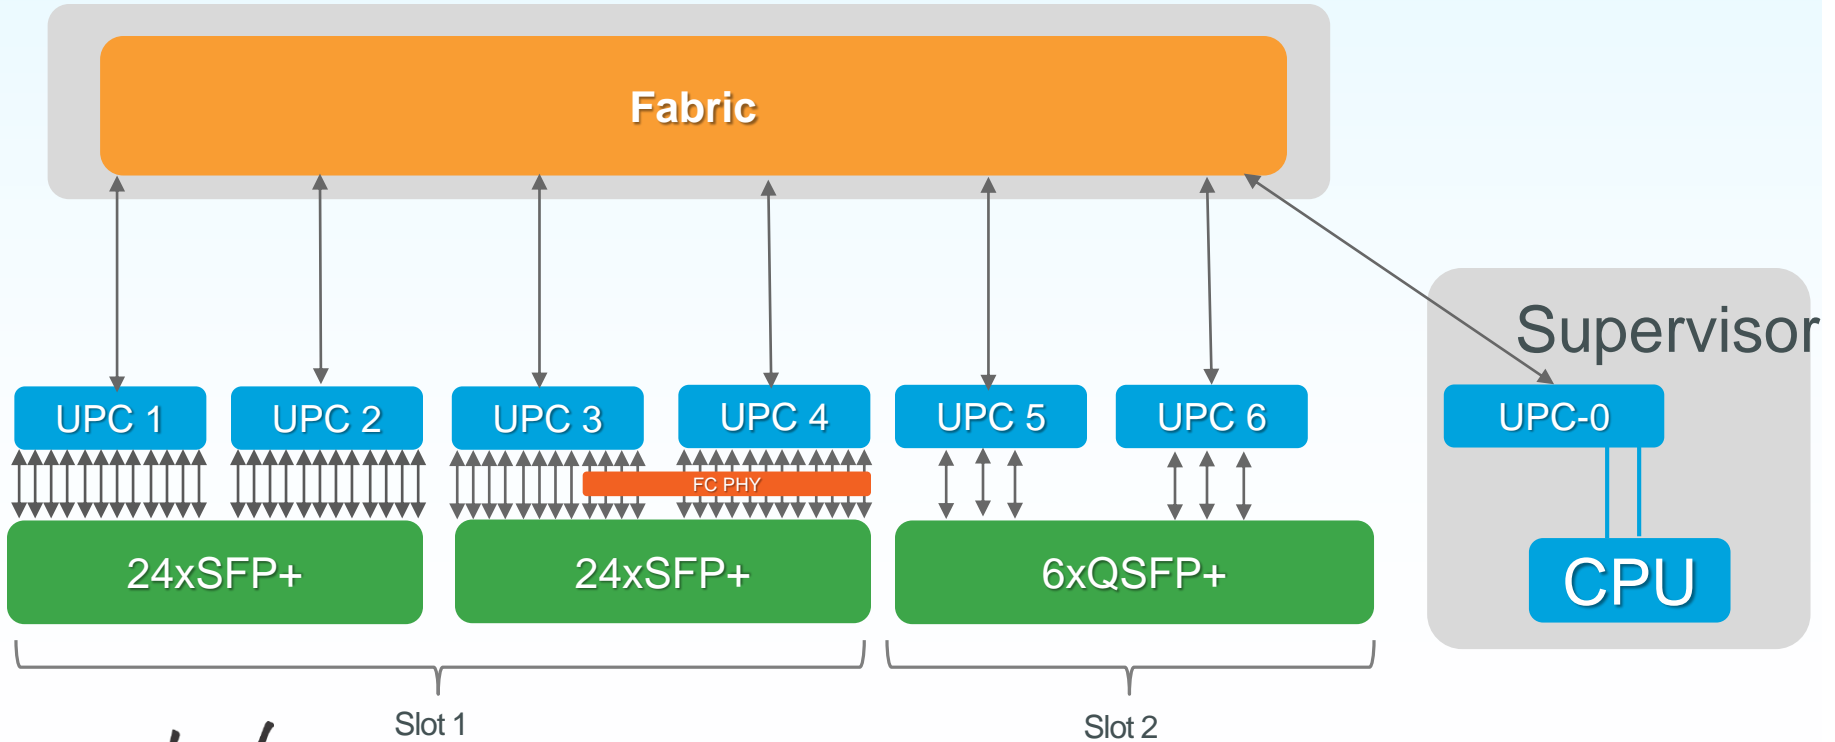 Fabric
Supervisor
UPC 1
UPC 2
UPC 3
UPC 4
UPC 5
UPC 6
UPC-0
FC PHY
24xSFP+
24xSFP+
6xQSFP+
CPU
Slot 1
Slot 2